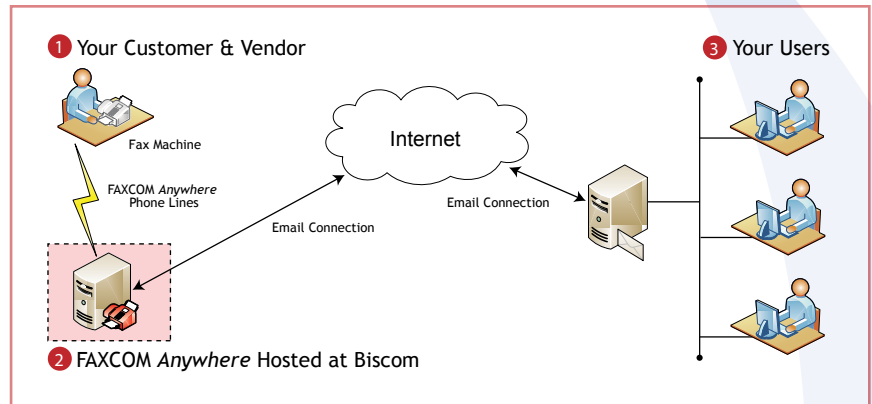 1 Your Customer & Vendor
3 Your Users
Internet
Fax Machine
FAXCOM Anywhere
Phone Lines
Email Connection
Email Connection
2 FAXCOM Anywhere Hosted at Biscom